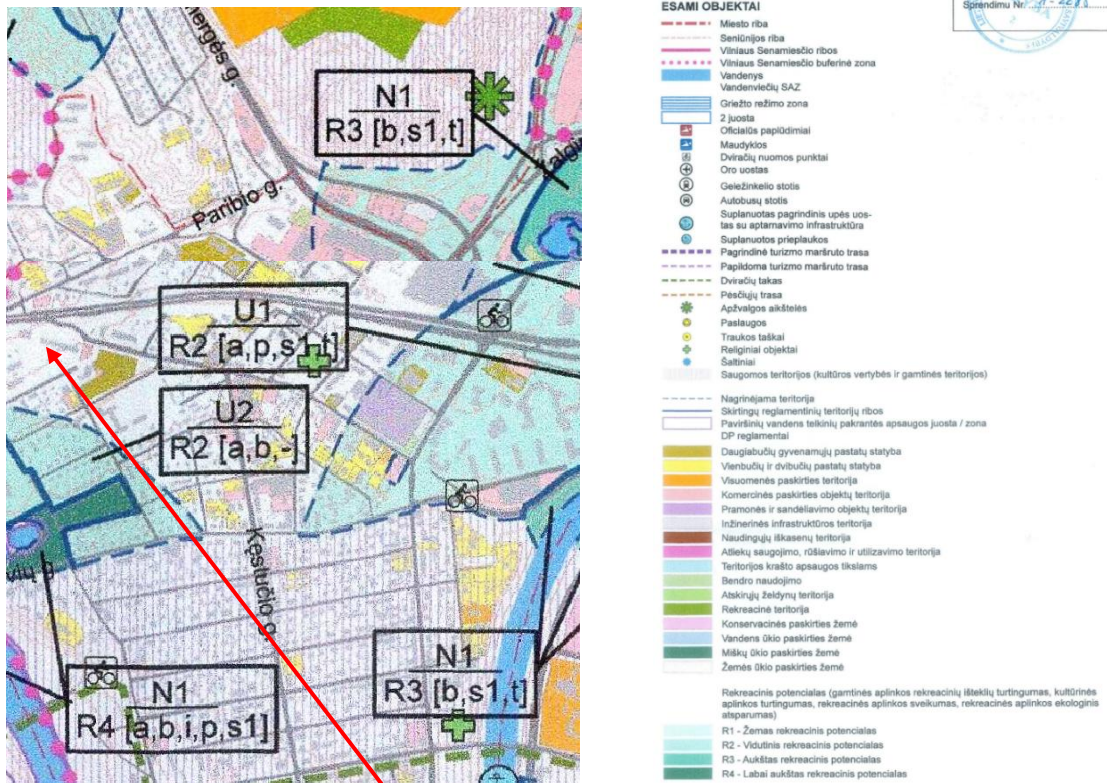 ergės g.
N1
R3 [b,s1,t]
Paribio g.
U1
R2 [a,p,s1,t]
U2
R2 [a,b,-]
Kęstučio g.
N1
R3 [b,s1,t]
N1
R4 [a,b,i,p,s1]
ESAMI OBJEKTAI
Sprendimu Nr.
Miesto riba
Seniūnijos riba
Vilniaus Senamiesčio ribos
Vilniaus Senamiesčio buferinė zona
Vandenys
Vandenviečių SAZ
Griežto režimo zona
2 juosta
Oficialūs paplūdimiai
Maudyklos
Dviračių nuomos punktai
Oro uostas
Geležinkelio stotis
Autobusų stotis
Suplanuotas pagrindinis upės uos-
tas su aptarnavimo infrastruktūra
Suplanuotos prieplaukos
Pagrindinė turizmo maršruto trasa
Papildoma turizmo maršruto trasa
Dviračių takas
Pėsčiųjų trasa
Apžvalgos aikštelės
Paslaugos
Traukos taškai
Religiniai objektai
Šaltiniai
Saugomos teritorijos (kultūros vertybės ir gamtinės teritorijos)
Nagrinėjama teritorija
Skirtingų reglamentinių teritorijų ribos
Paviršinių vandens telkinių pakrantės apsaugos juosta / zona
DP reglamentai
Daugiabučių gyvenamųjų pastatų statyba
Vienbučių ir dvibučių pastatų statyba
Visuomenės paskirties teritorija
Komercinės paskirties objektų teritorija
Pramonės ir sandėliavimo objektų teritorija
Inžinerinės infrastruktūros teritorija
Naudingųjų iškasenų teritorija
Atliekų saugojimo, rūšiavimo ir utilizavimo teritorija
Teritorijos krašto apsaugos tikslams
Bendro naudojimo
Atskirųjų želdynų teritorija
Rekreacinė teritorija
Konservacinės paskirties žemė
Vandens ūkio paskirties žemė
Miškų ūkio paskirties žemė
Žemės ūkio paskirties žemė
Rekreacinis potencialas (gamtinės aplinkos rekreacinių išteklių turtingumas, kultūrinės
aplinkos turtingumas, rekreacinės aplinkos sveikumas, rekreacinės aplinkos ekologinis
atsparumas)
R1 - Žemas rekreacinis potencialas
R2 - Vidutinis rekreacinis potencialas
R3 - Aukštas rekreacinis potencialas
R4 - Labai aukštas rekreacinis potencialas